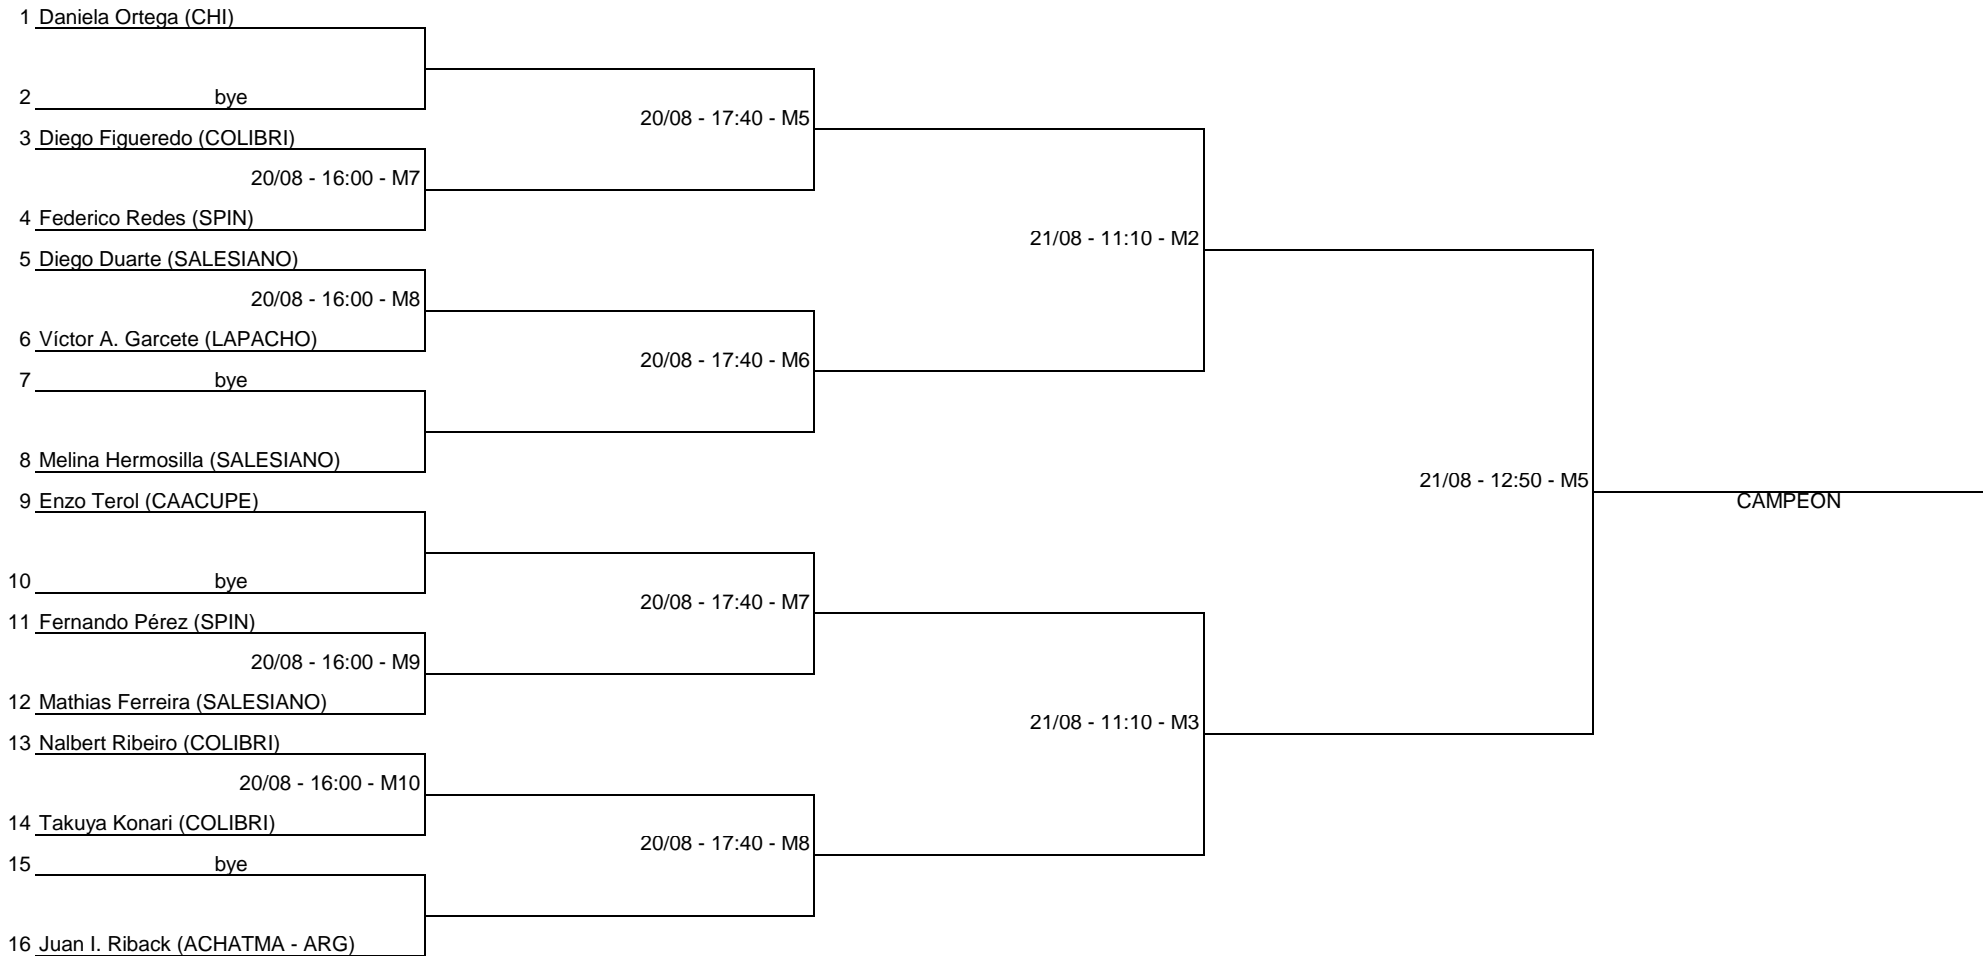 1 Daniela Ortega (CHI)
2 bye
20/08 - 17:40 - M5
3 Diego Figueredo (COLIBRI)
20/08 - 16:00 - M7
4 Federico Redes (SPIN)
21/08 - 11:10 - M2
5 Diego Duarte (SALESIANO)
20/08 - 16:00 - M8
6 Víctor A. Garcete (LAPACHO)
20/08 - 17:40 - M6
7 bye
8 Melina Hermosilla (SALESIANO)
21/08 - 12:50 - M5
9 Enzo Terol (CAACUPE)
CAMPEON
10 bye
20/08 - 17:40 - M7
11 Fernando Pérez (SPIN)
20/08 - 16:00 - M9
12 Mathias Ferreira (SALESIANO)
21/08 - 11:10 - M3
13 Nalbert Ribeiro (COLIBRI)
20/08 - 16:00 - M10
14 Takuya Konari (COLIBRI)
20/08 - 17:40 - M8
15 bye
16 Juan I. Riback (ACHATMA - ARG)